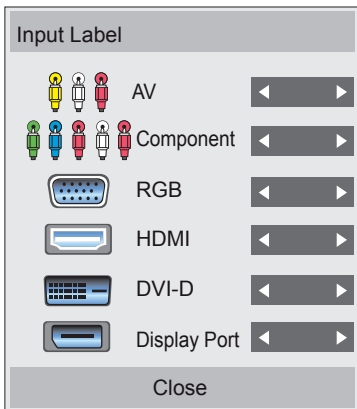 Input Label
AV
Component
RGB
HDMI
DVI-D
Display Port
Close